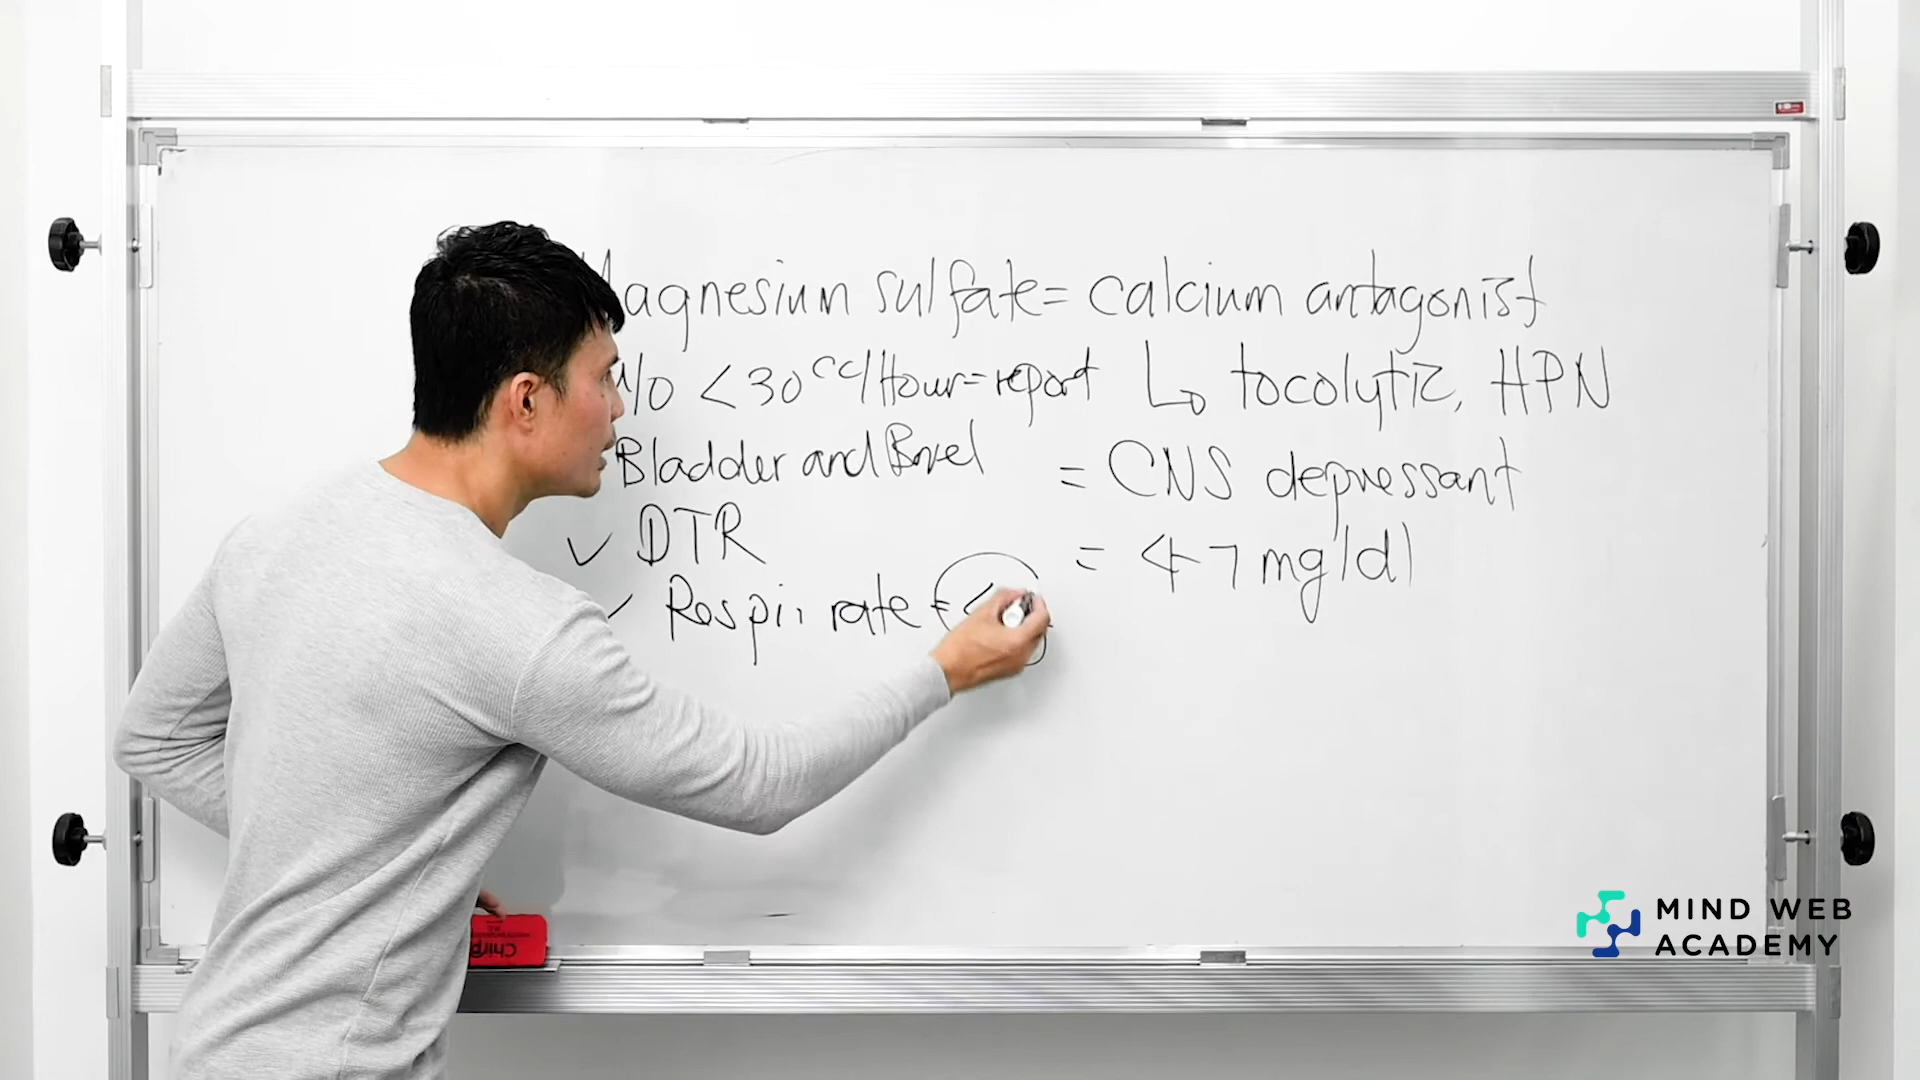 Magnesium sulfate = calcium antagonist
<30cc/Hour = report
↳ tocolytic, HPN
Bladder and Bowel
= CNS depressant
✓ DTR
= 4-7 mg/dl
✓ Respi. rate = <
MIND WEB
ACADEMY